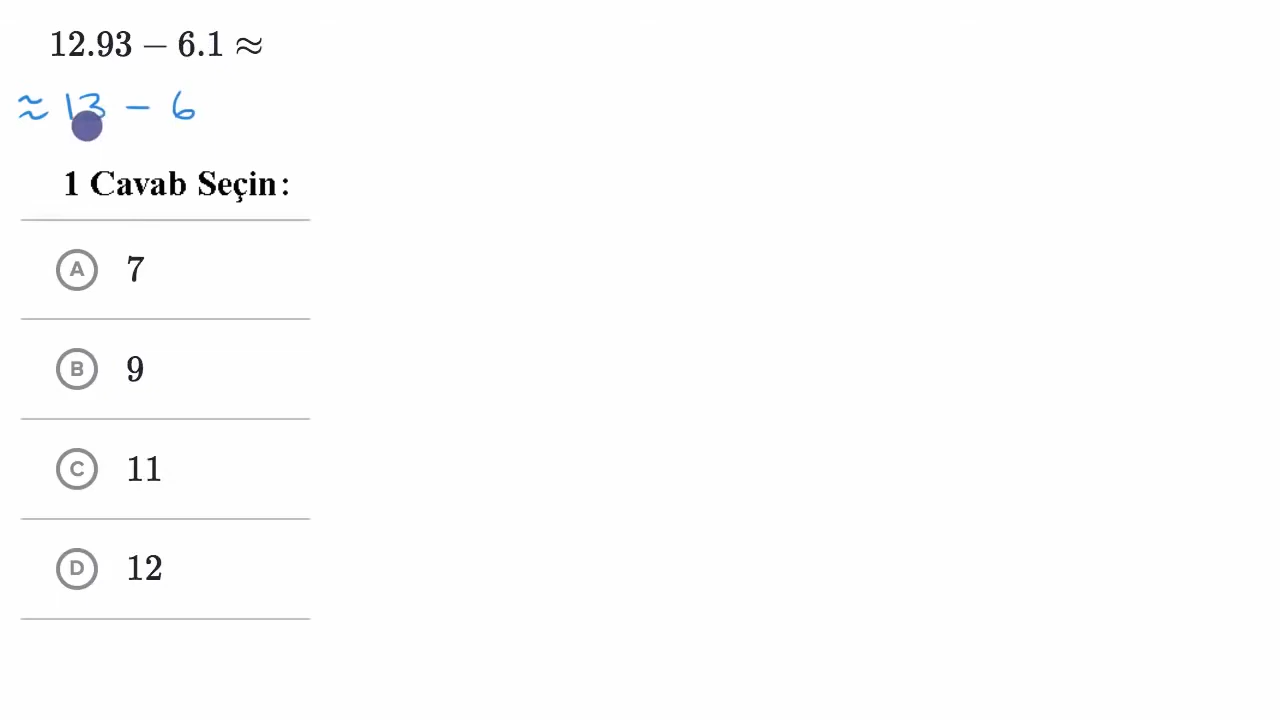 12.93 − 6.1 ≈
≈ 13 − 6
1 Cavab Seçin:
A 7
B 9
C 11
D 12